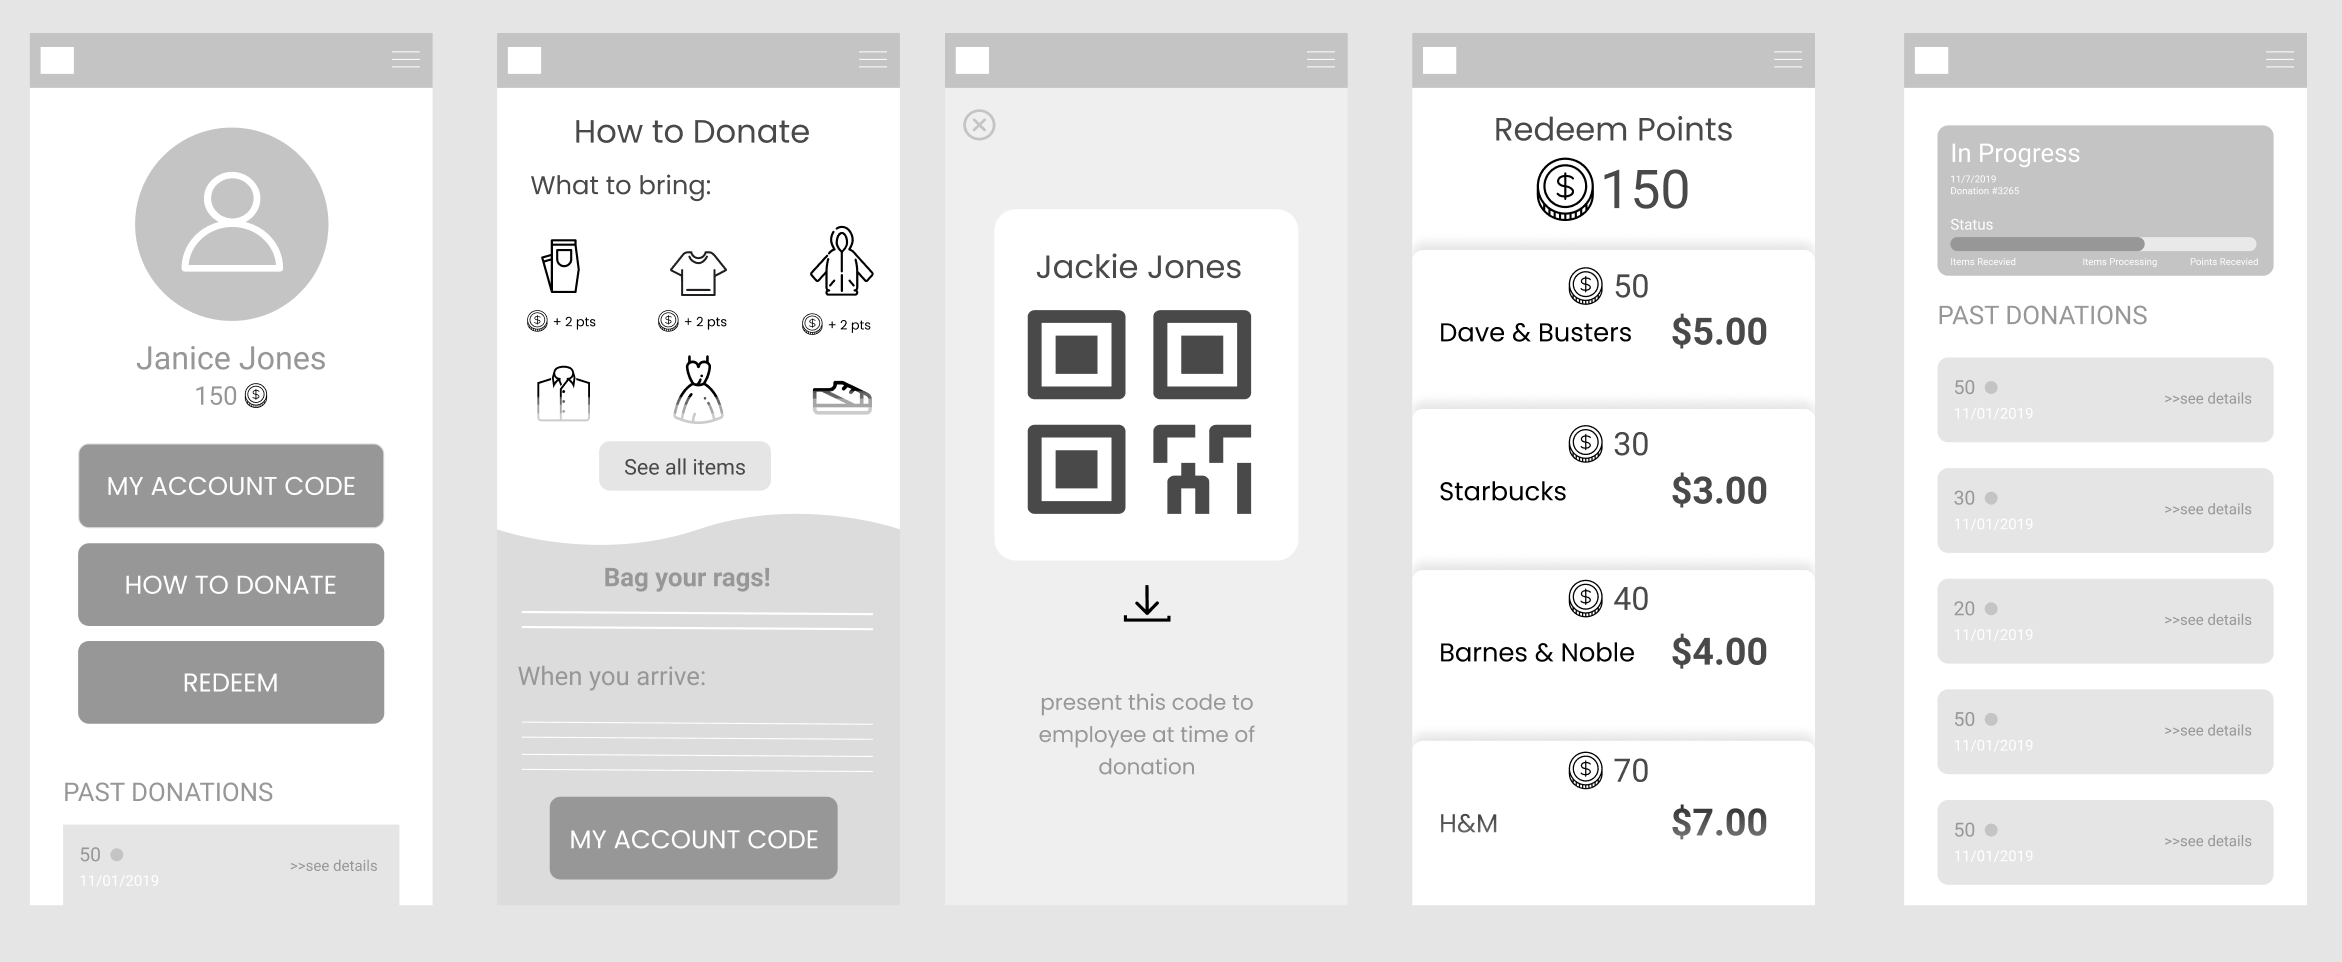 Janice Jones
150
MY ACCOUNT CODE
HOW TO DONATE
REDEEM
PAST DONATIONS
50
>>see details
11/01/2019
How to Donate
What to bring:
+ 2 pts
+ 2 pts
+ 2 pts
See all items
Bag your rags!
When you arrive:
MY ACCOUNT CODE
Jackie Jones
present this code to
employee at time of
donation
Redeem Points
$ 150
$ 50
Dave & Busters $5.00
$ 30
Starbucks $3.00
$ 40
Barnes & Noble $4.00
$ 70
H&M $7.00
In Progress
11/7/2019
Donation #3265
Status
Items Recevied Items Processing Points Recevied
PAST DONATIONS
50
>>see details
11/01/2019
30
>>see details
11/01/2019
20
>>see details
11/01/2019
50
>>see details
11/01/2019
50
>>see details
11/01/2019